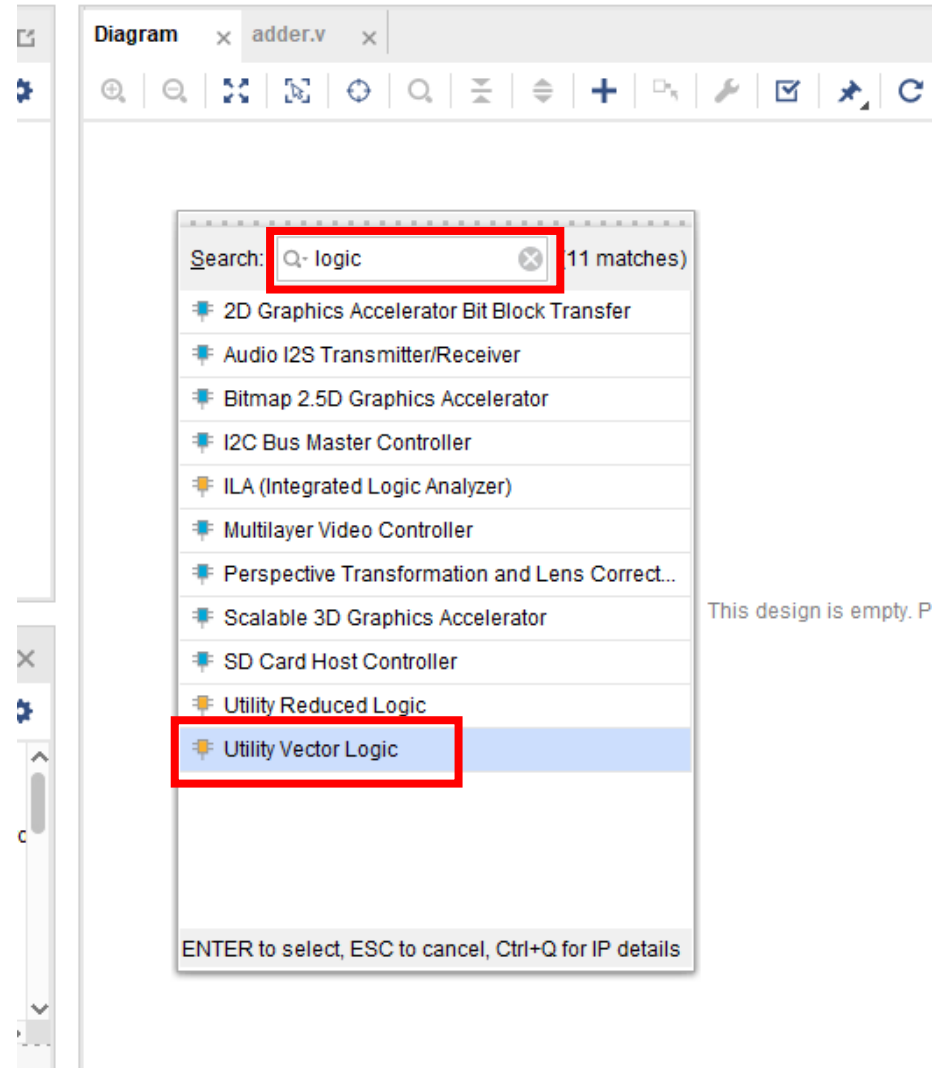 Diagram
adder.v
Search: logic (11 matches)
2D Graphics Accelerator Bit Block Transfer
Audio I2S Transmitter/Receiver
Bitmap 2.5D Graphics Accelerator
I2C Bus Master Controller
ILA (Integrated Logic Analyzer)
Multilayer Video Controller
Perspective Transformation and Lens Correct...
Scalable 3D Graphics Accelerator
This design is empty. P
SD Card Host Controller
Utility Reduced Logic
Utility Vector Logic
ENTER to select, ESC to cancel, Ctrl+Q for IP details